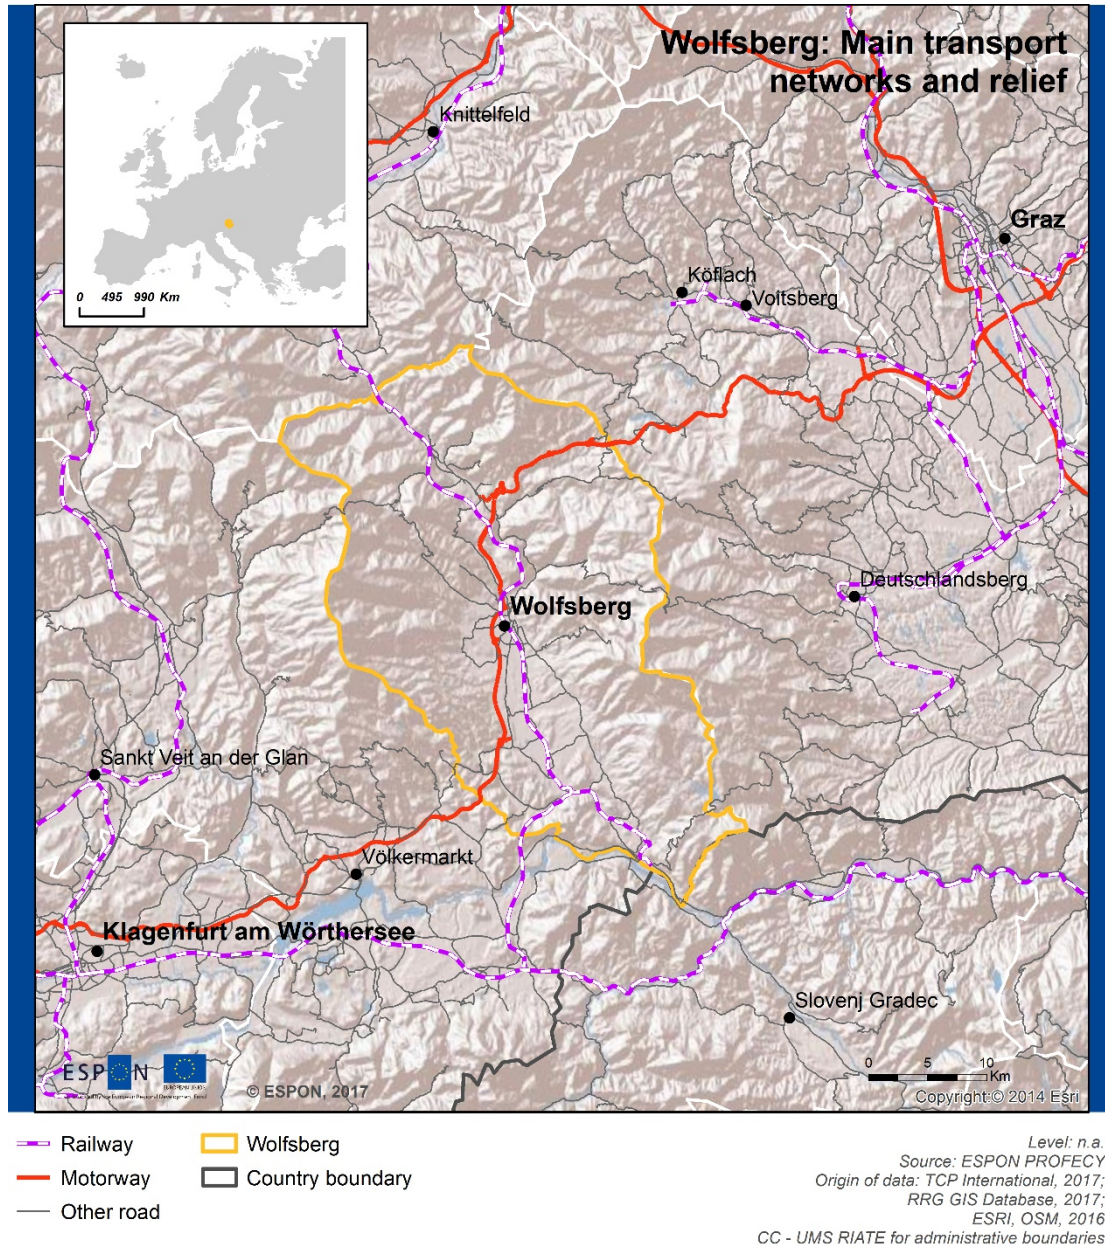 Wolfsberg: Main transport
networks and relief
0 495 990 Km
Knittelfeld
Graz
Köflach
Voitsberg
Deutschlandsberg
Wolfsberg
Sankt Veit an der Glan
Völkermarkt
Klagenfurt am Wörthersee
Slovenj Gradec
ESPON
EUROPEAN UNION
© ESPON, 2017
0 5 10
Km
Copyright:© 2014 Esri
Railway
Motorway
Other road
Wolfsberg
Country boundary
Level: n.a.
Source: ESPON PROFECY
Origin of data: TCP International, 2017;
RRG GIS Database, 2017;
ESRI, OSM, 2016
CC - UMS RIATE for administrative boundaries